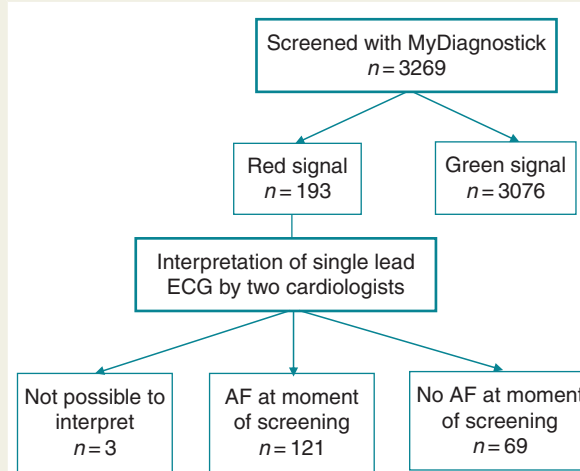 Screened with MyDiagnostick
n = 3269
Red signal
n = 193
Green signal
n = 3076
Interpretation of single lead
ECG by two cardiologists
Not possible to
interpret
n = 3
AF at moment
of screening
n = 121
No AF at moment
of screening
n = 69